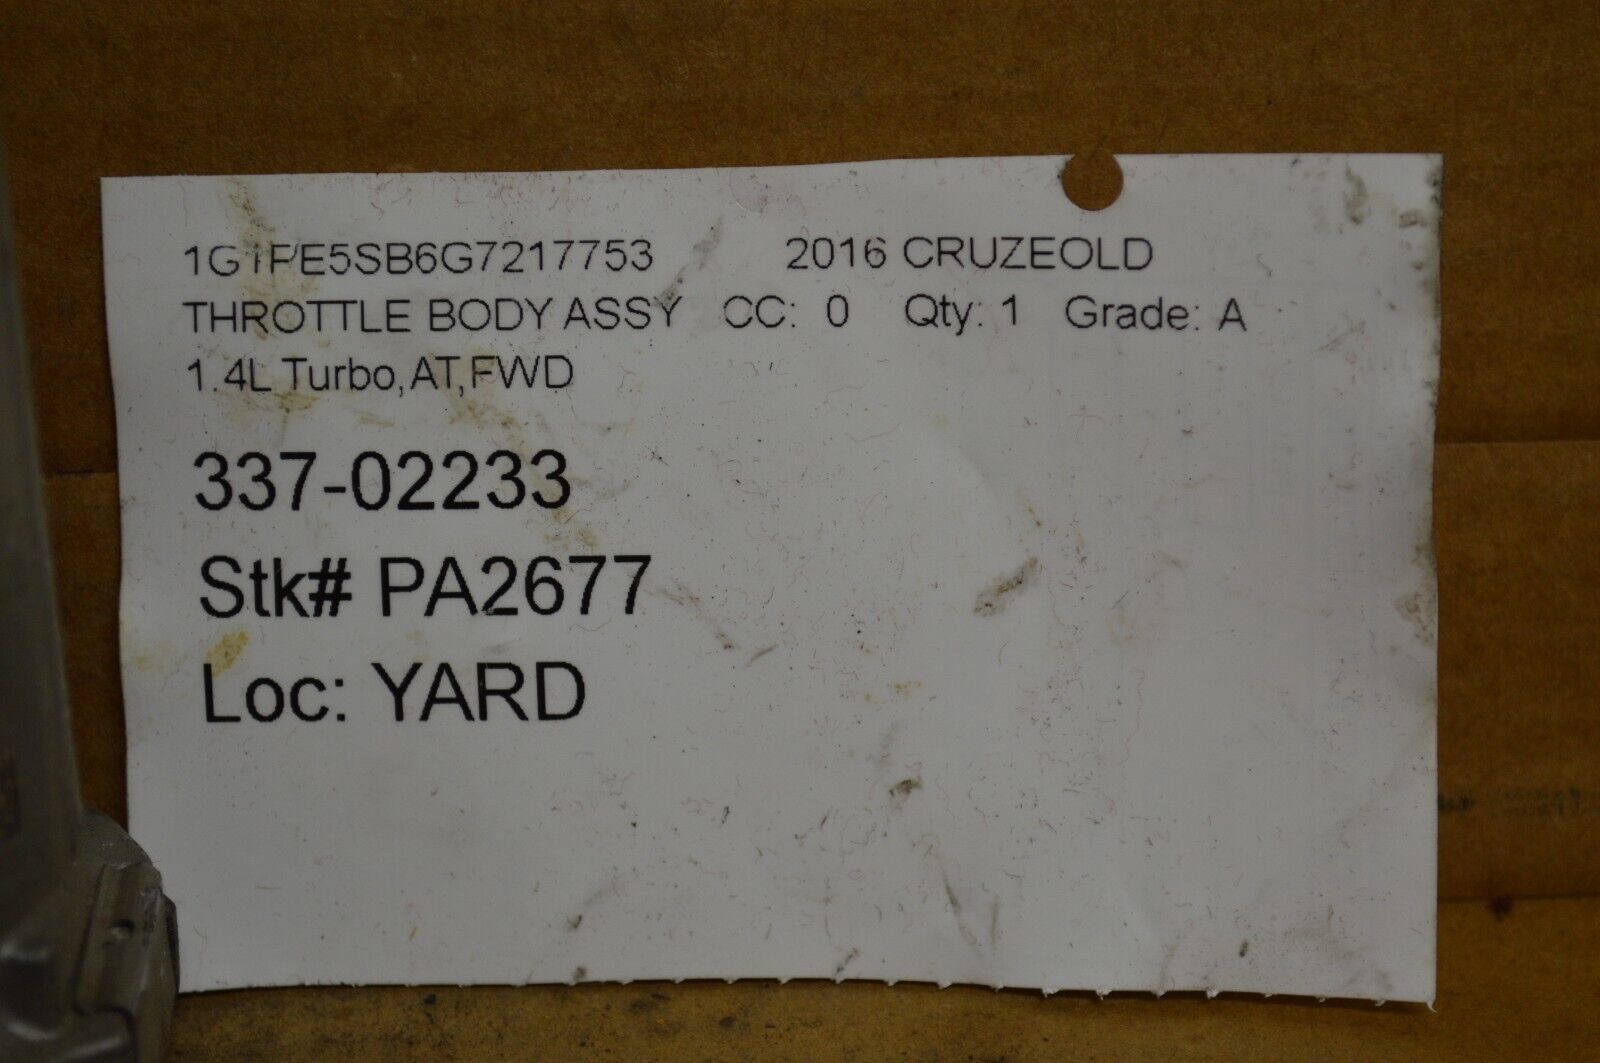 1G1PE5SB6G7217753 2016 CRUZEOLD
THROTTLE BODY ASSY CC: 0 Qty: 1 Grade: A
1.4L Turbo,AT,FWD
337-02233
Stk# PA2677
Loc: YARD